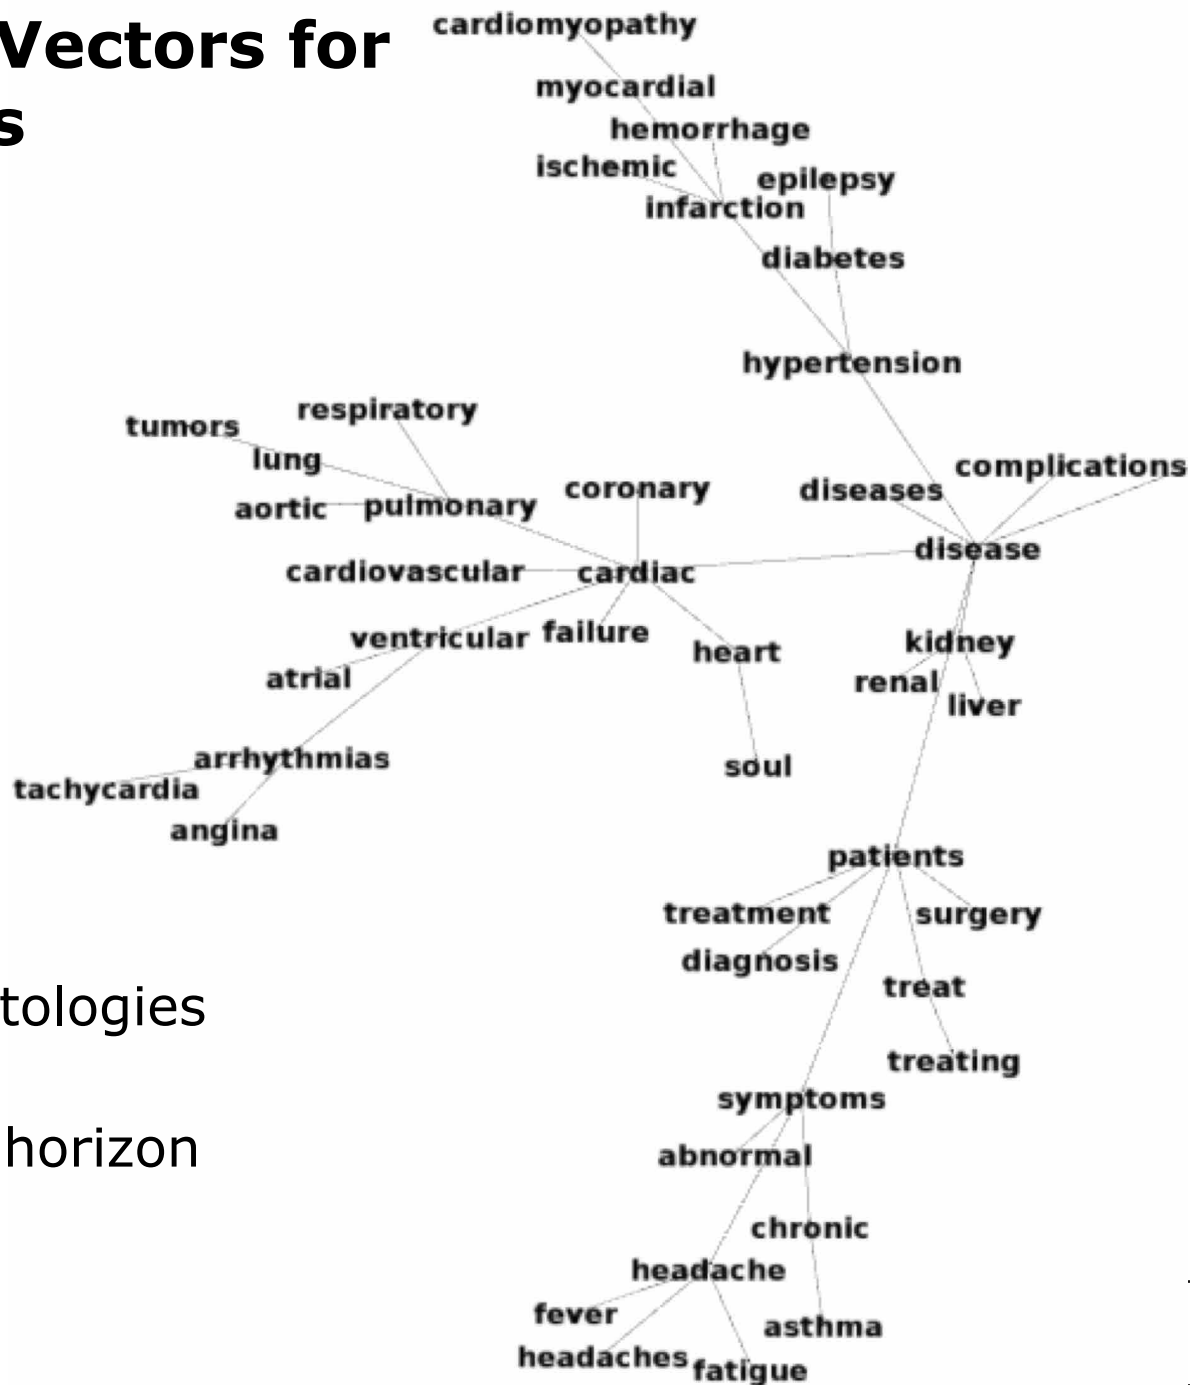 Vectors for
s
cardiomyopathy
myocardial
hemorrhage
ischemic
epilepsy
infarction
diabetes
hypertension
respiratory
tumors
lung
complications
coronary
diseases
aortic
pulmonary
disease
cardiovascular
cardiac
ventricular
failure
kidney
heart
atrial
renal
liver
arrhythmias
soul
tachycardia
angina
patients
treatment
surgery
diagnosis
treat
tologies
treating
symptoms
horizon
abnormal
chronic
headache
fever
asthma
headaches
fatigue